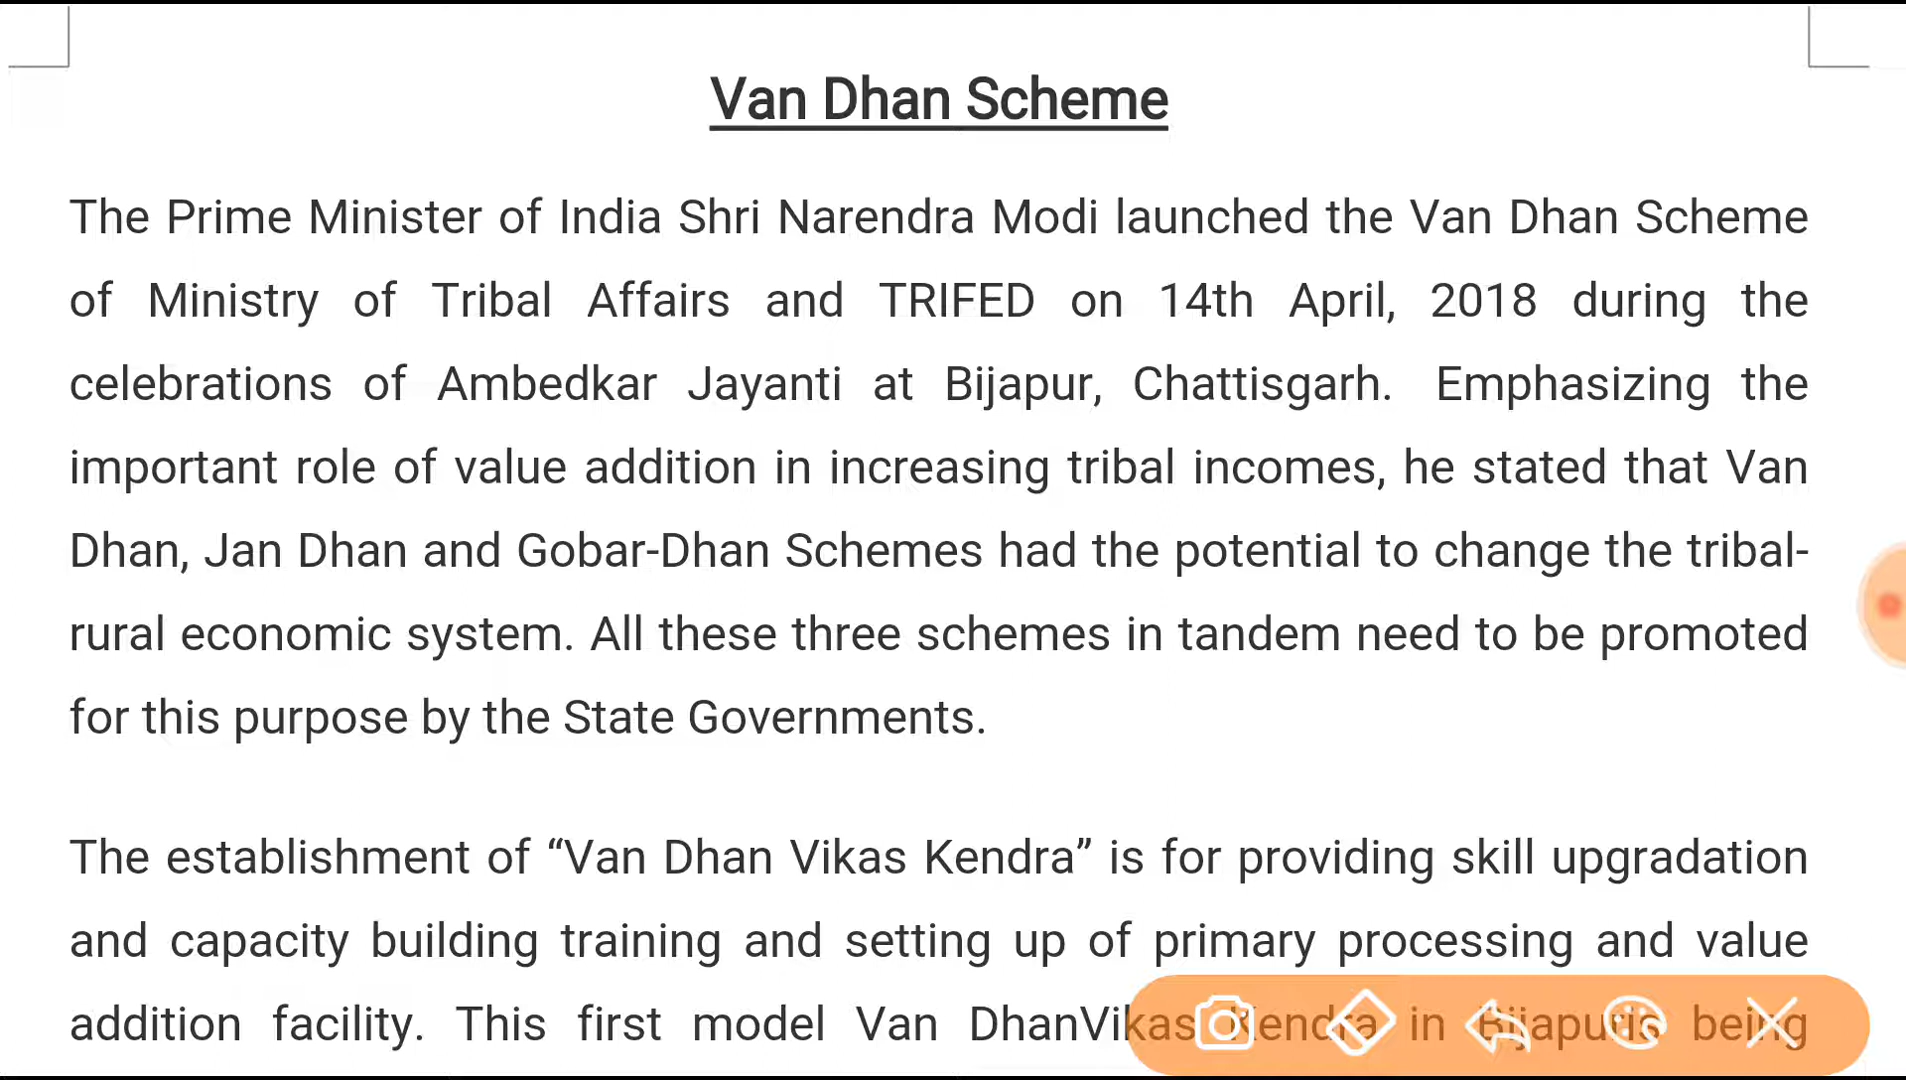 Van Dhan Scheme
The Prime Minister of India Shri Narendra Modi launched the Van Dhan Scheme
of Ministry of Tribal Affairs and TRIFED on 14th April, 2018 during the
celebrations of Ambedkar Jayanti at Bijapur, Chattisgarh. Emphasizing the
important role of value addition in increasing tribal incomes, he stated that Van
Dhan, Jan Dhan and Gobar-Dhan Schemes had the potential to change the tribal-
rural economic system. All these three schemes in tandem need to be promoted
for this purpose by the State Governments.
The establishment of “Van Dhan Vikas Kendra” is for providing skill upgradation
and capacity building training and setting up of primary processing and value
addition facility. This first model Van DhanVikas Kendra in Bijapuris being